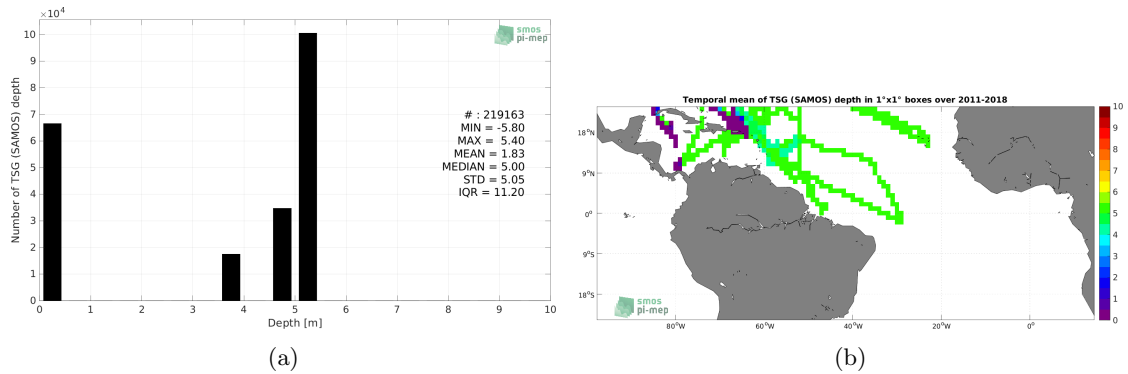 ×10⁴
10
9
8
7
6
5
4
3
2
1
0
Number of TSG (SAMOS) depth
smos
pi-mep
# : 219163
MIN = -5.80
MAX = 5.40
MEAN = 1.83
MEDIAN = 5.00
STD = 5.05
IQR = 11.20
0 1 2 3 4 5 6 7 8 9 10
Depth [m]
(a)
Temporal mean of TSG (SAMOS) depth in 1°x1° boxes over 2011-2018
18°N
9°N
0°
9°S
18°S
80°W 60°W 40°W 20°W 0°
smos
pi-mep
10
9
8
7
6
5
4
3
2
1
0
(b)